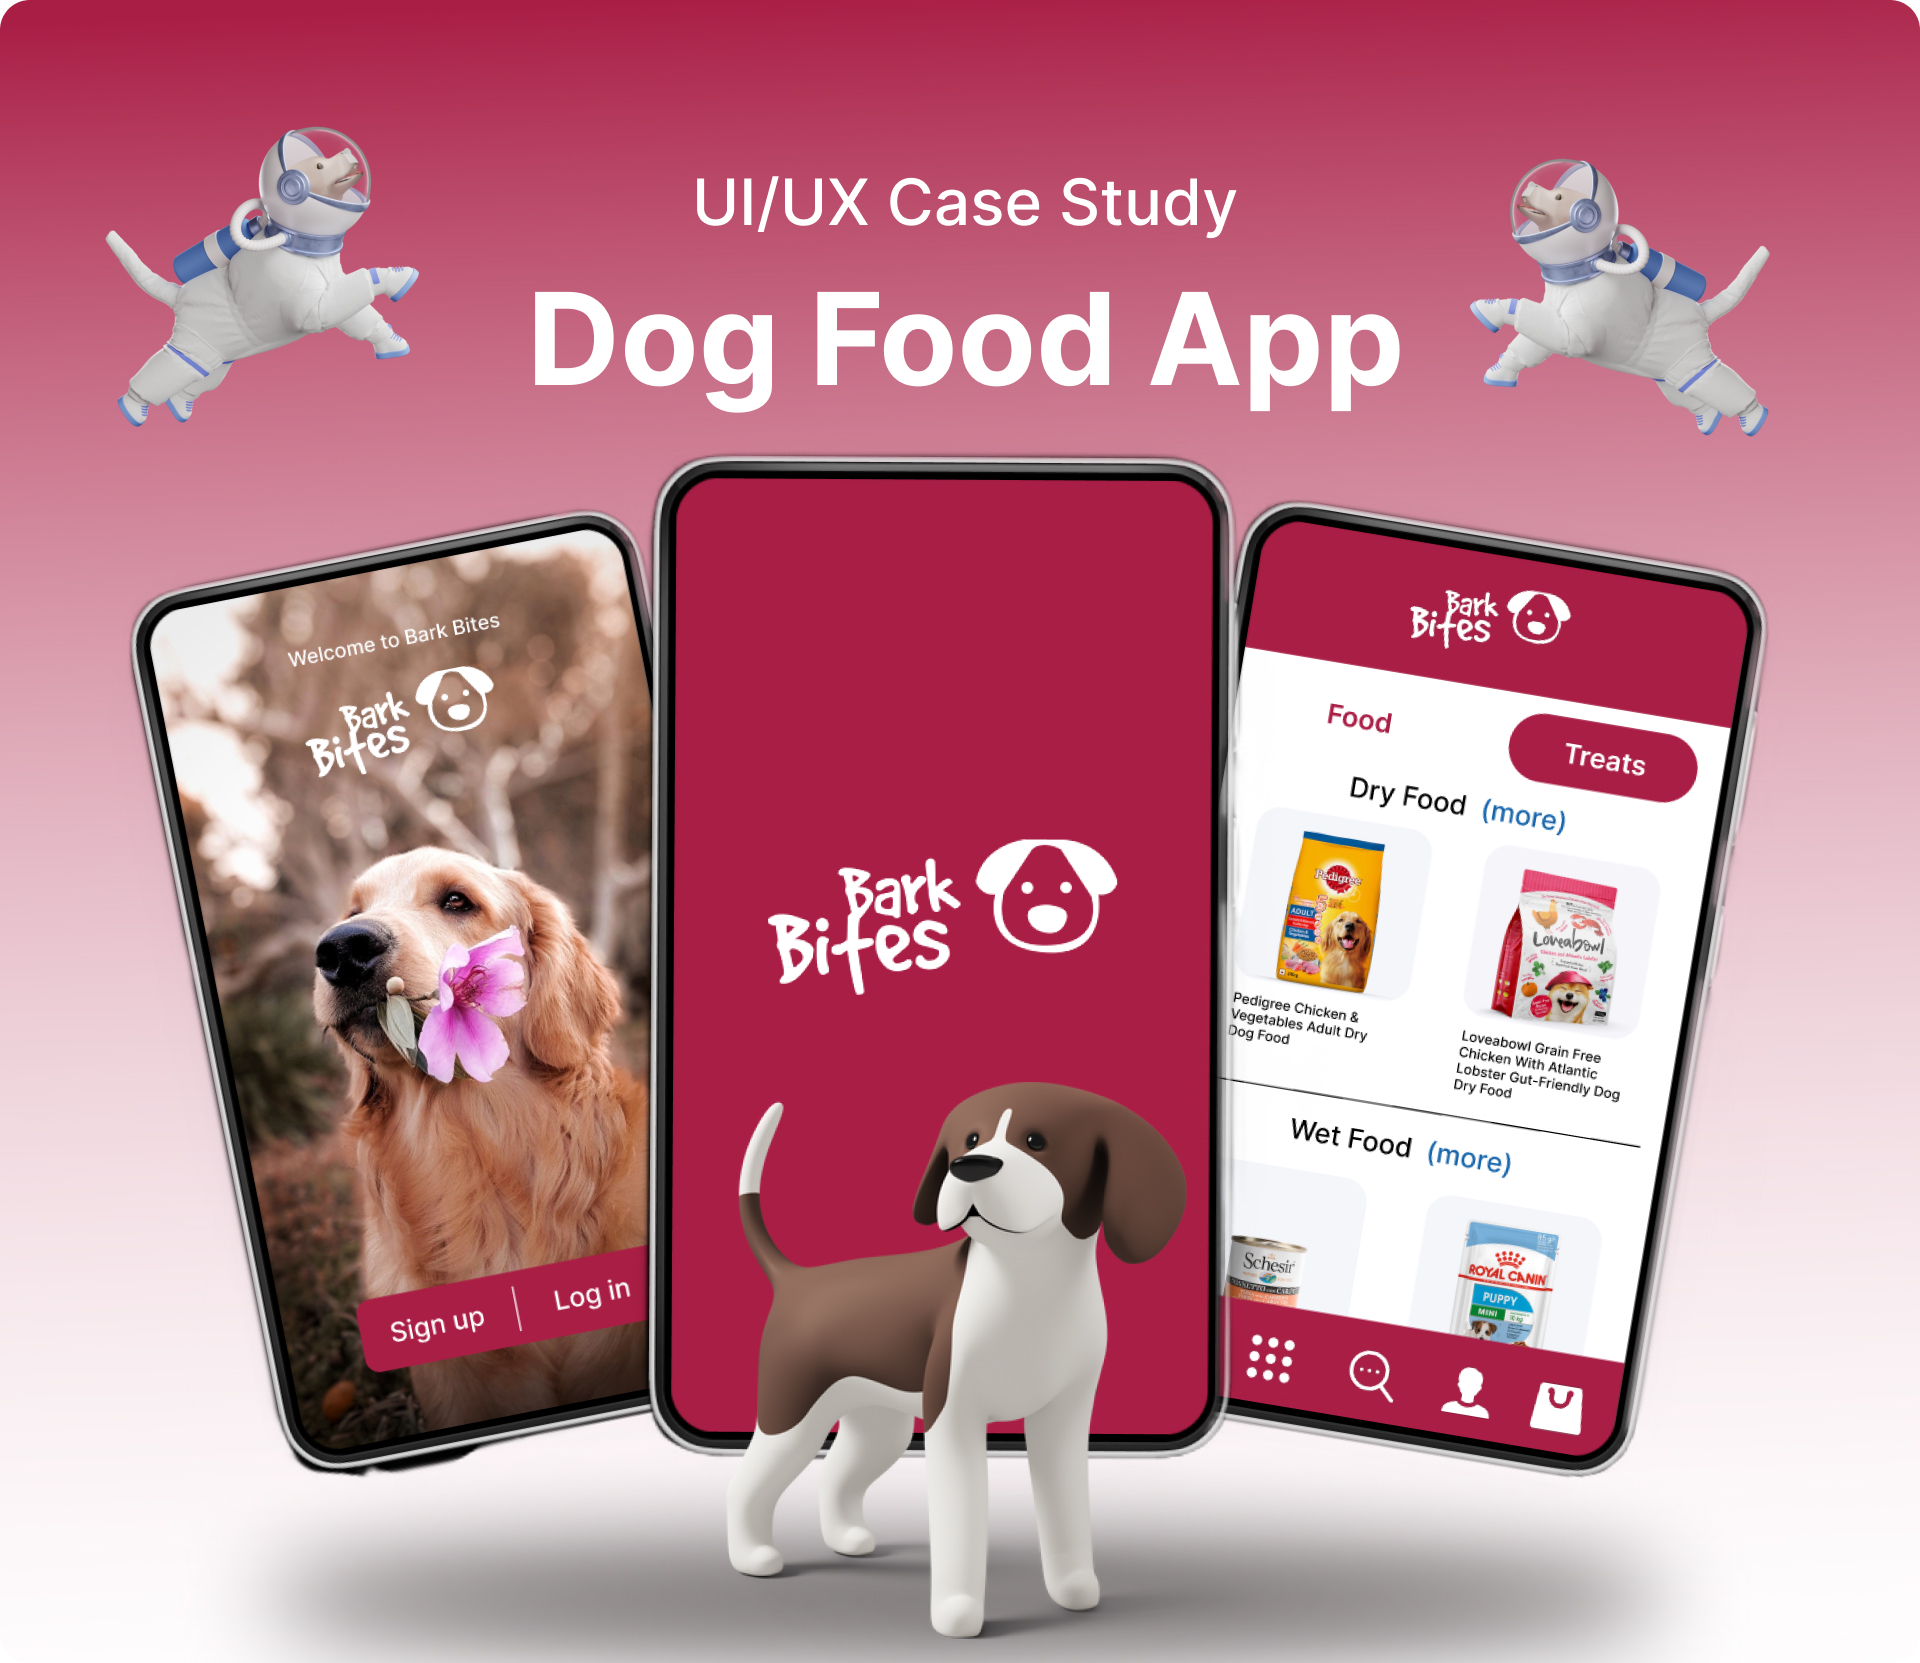 UI/UX Case Study
Dog Food App
Welcome to Bark Bites
Bark
Bites
Sign up
Log in
Bark
Bites
Bark
Bites
Food
Treats
Dry Food (more)
Pedigree
ADULT
Pedigree Chicken &
Vegetables Adult Dry
Dog Food
Loveabowl
Loveabowl Grain Free
Chicken With Atlantic
Lobster Gut-Friendly Dog
Dry Food
Wet Food (more)
Schesir
85 g
ROYAL CANIN
PUPPY
MINI